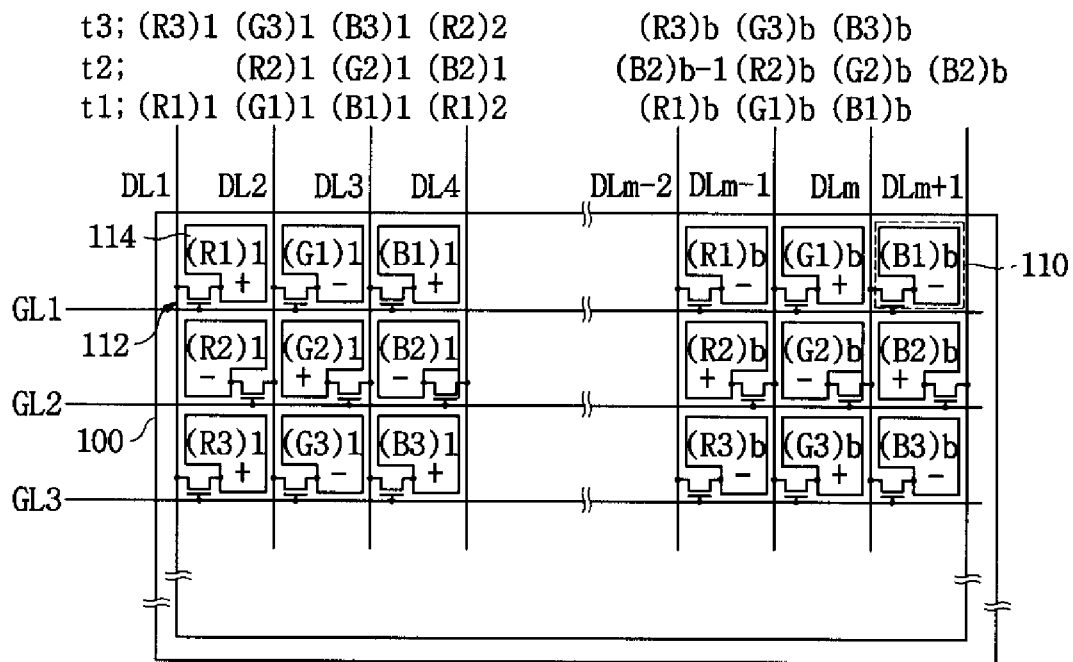 t3; (R3)1 (G3)1 (B3)1 (R2)2 (R3)b (G3)b (B3)b
t2; (R2)1 (G2)1 (B2)1 (B2)b-1 (R2)b (G2)b (B2)b
t1; (R1)1 (G1)1 (B1)1 (R1)2 (R1)b (G1)b (B1)b
DL1 DL2 DL3 DL4 DLm-2 DLm-1 DLm DLm+1
114 (R1)1 (G1)1 (B1)1 (R1)b (G1)b (B1)b 110
+ - + - + -
GL1
112 (R2)1 (G2)1 (B2)1 (R2)b (G2)b (B2)b
- + - + - +
GL2
100 (R3)1 (G3)1 (B3)1 (R3)b (G3)b (B3)b
+ - + - + -
GL3